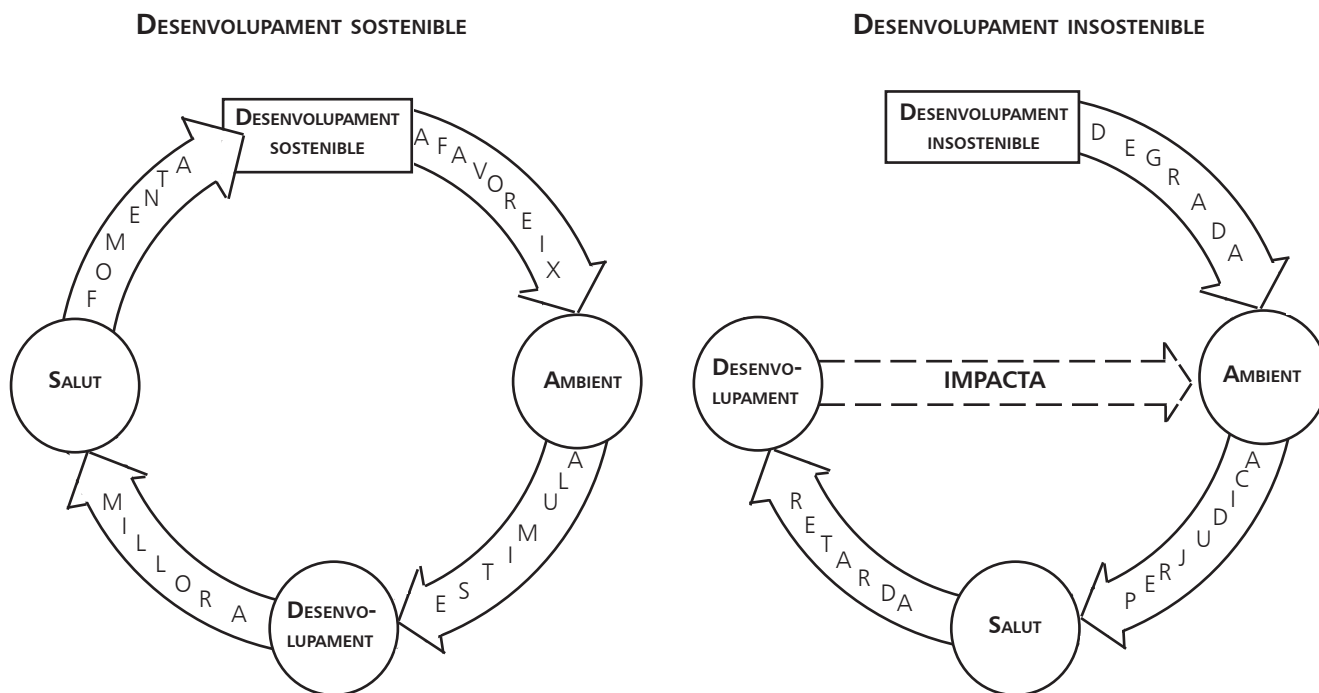 DESENVOLUPAMENT SOSTENIBLE
DESENVOLUPAMENT
SOSTENIBLE
AFAVOREIX
AMBIENT
ESTIMULA
DESENVO-
LUPAMENT
MILLORA
SALUT
FOMENTA
DESENVOLUPAMENT INSOSTENIBLE
DESENVOLUPAMENT
INSOSTENIBLE
DEGRADA
AMBIENT
PERJUDICA
SALUT
RETARDA
DESENVO-
LUPAMENT
IMPACTA